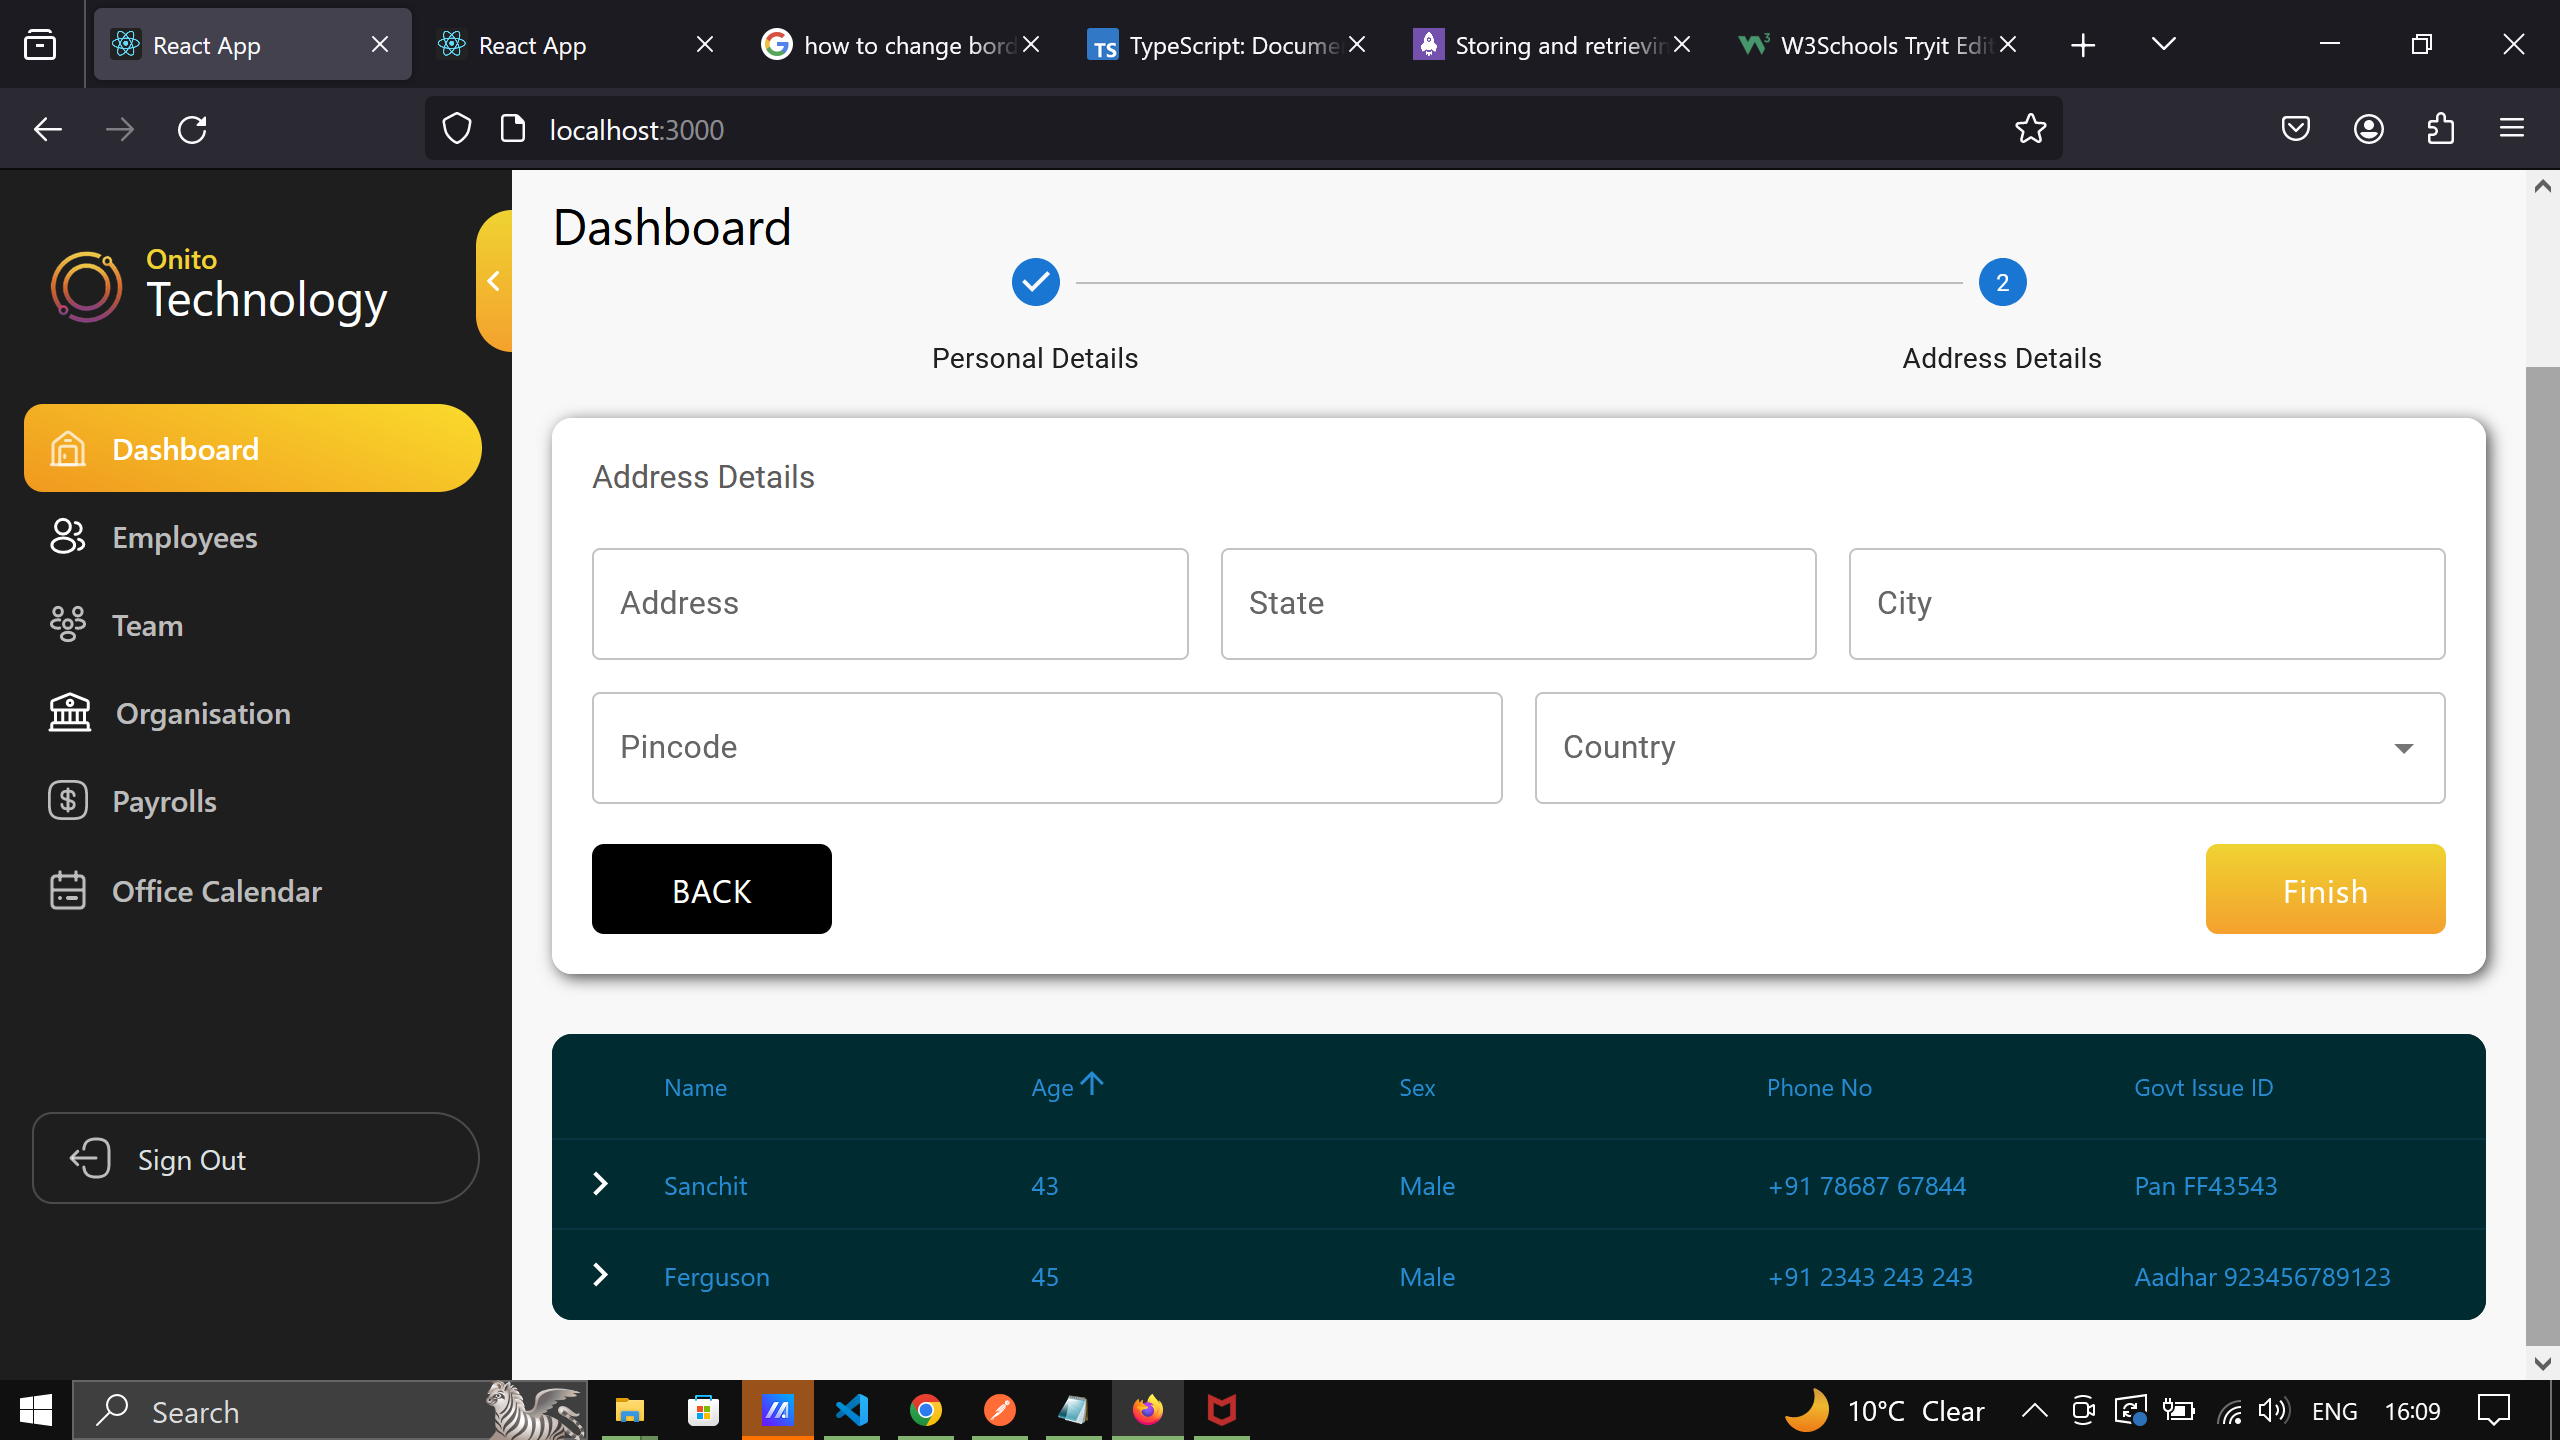 React App
React App
how to change bord
TypeScript: Docume
Storing and retrievin
W3Schools Tryit Edit
localhost:3000
Onito
Technology
Dashboard
Employees
Team
Organisation
Payrolls
Office Calendar
Sign Out
Dashboard
2
Personal Details
Address Details
Address Details
Address
State
City
Pincode
Country
BACK
Finish
Name Age Sex Phone No Govt Issue ID
Sanchit 43 Male +91 78687 67844 Pan FF43543
Ferguson 45 Male +91 2343 243 243 Aadhar 923456789123
Search
10°C Clear
ENG
16:09